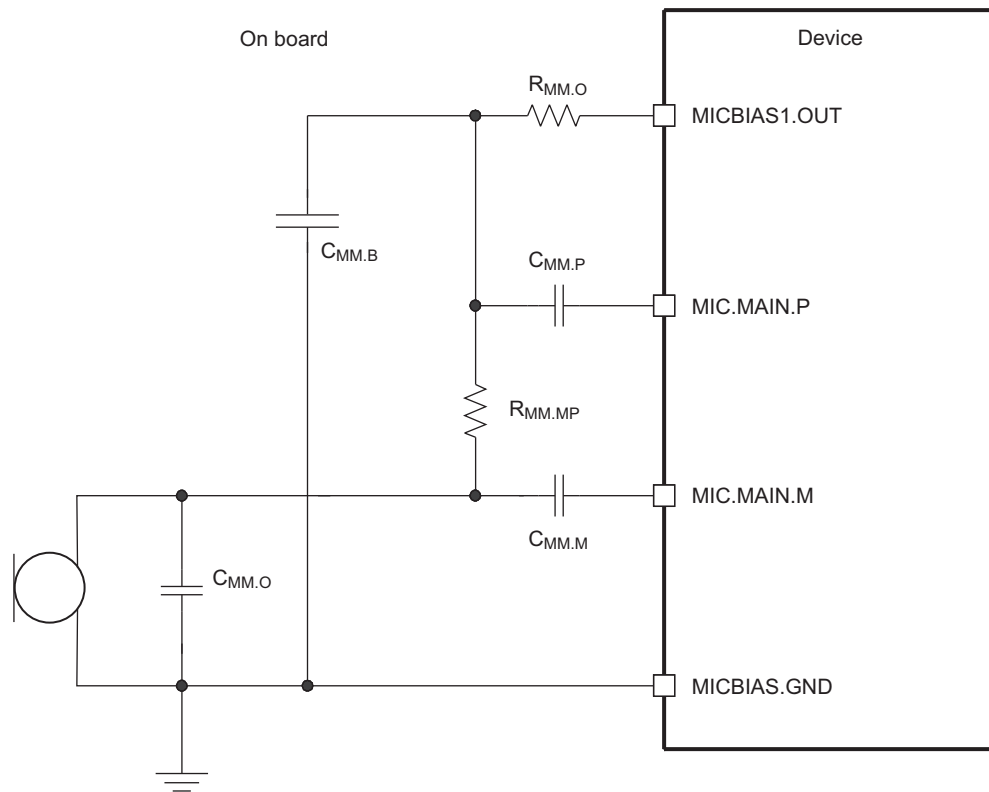 On board
Device
RMM.O
MICBIAS1.OUT
CMM.B
CMM.P
MIC.MAIN.P
RMM.MP
MIC.MAIN.M
CMM.M
CMM.O
MICBIAS.GND